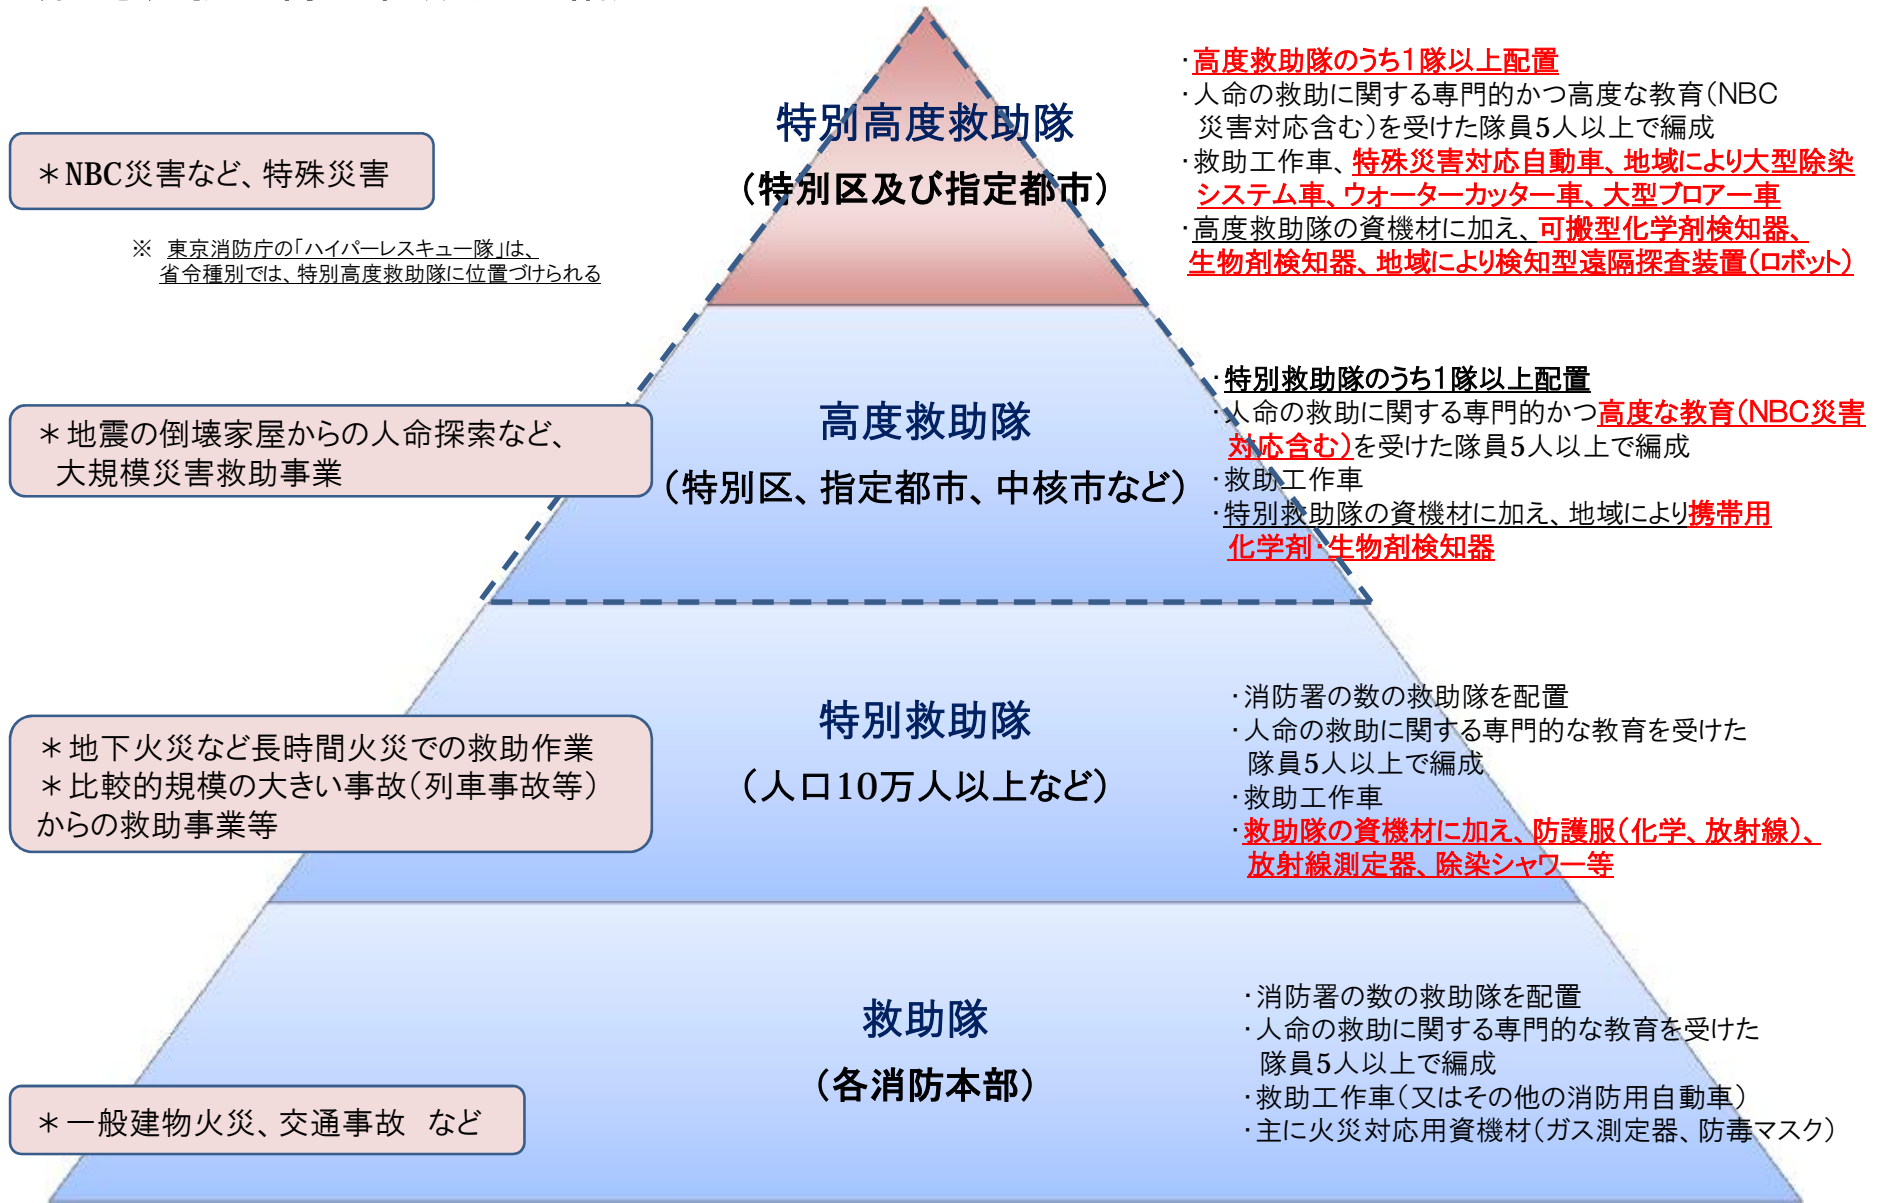 特別高度救助隊
（特別区及び指定都市）
＊NBC災害など、特殊災害
※　東京消防庁の「ハイパーレスキュー隊」は、
省令種別では、特別高度救助隊に位置づけられる
・高度救助隊のうち1隊以上配置
・人命の救助に関する専門的かつ高度な教育（NBC
災害対応含む）を受けた隊員5人以上で編成
・救助工作車、特殊災害対応自動車、地域により大型除染
システム車、ウォーターカッター車、大型ブロアー車
・高度救助隊の資機材に加え、可搬型化学剤検知器、
生物剤検知器、地域により検知型遠隔探査装置（ロボット）
高度救助隊
（特別区、指定都市、中核市など）
＊地震の倒壊家屋からの人命探索など、
大規模災害救助事業
・特別救助隊のうち1隊以上配置
・人命の救助に関する専門的かつ高度な教育（NBC災害
対応含む）を受けた隊員5人以上で編成
・救助工作車
・特別救助隊の資機材に加え、地域により携帯用
化学剤・生物剤検知器
特別救助隊
（人口10万人以上など）
＊地下火災など長時間火災での救助作業
＊比較的規模の大きい事故（列車事故等）
からの救助事業等
・消防署の数の救助隊を配置
・人命の救助に関する専門的な教育を受けた
隊員5人以上で編成
・救助工作車
・救助隊の資機材に加え、防護服（化学、放射線）、
放射線測定器、除染シャワー等
救助隊
（各消防本部）
＊一般建物火災、交通事故　など
・消防署の数の救助隊を配置
・人命の救助に関する専門的な教育を受けた
隊員5人以上で編成
・救助工作車（又はその他の消防用自動車）
・主に火災対応用資機材（ガス測定器、防毒マスク）